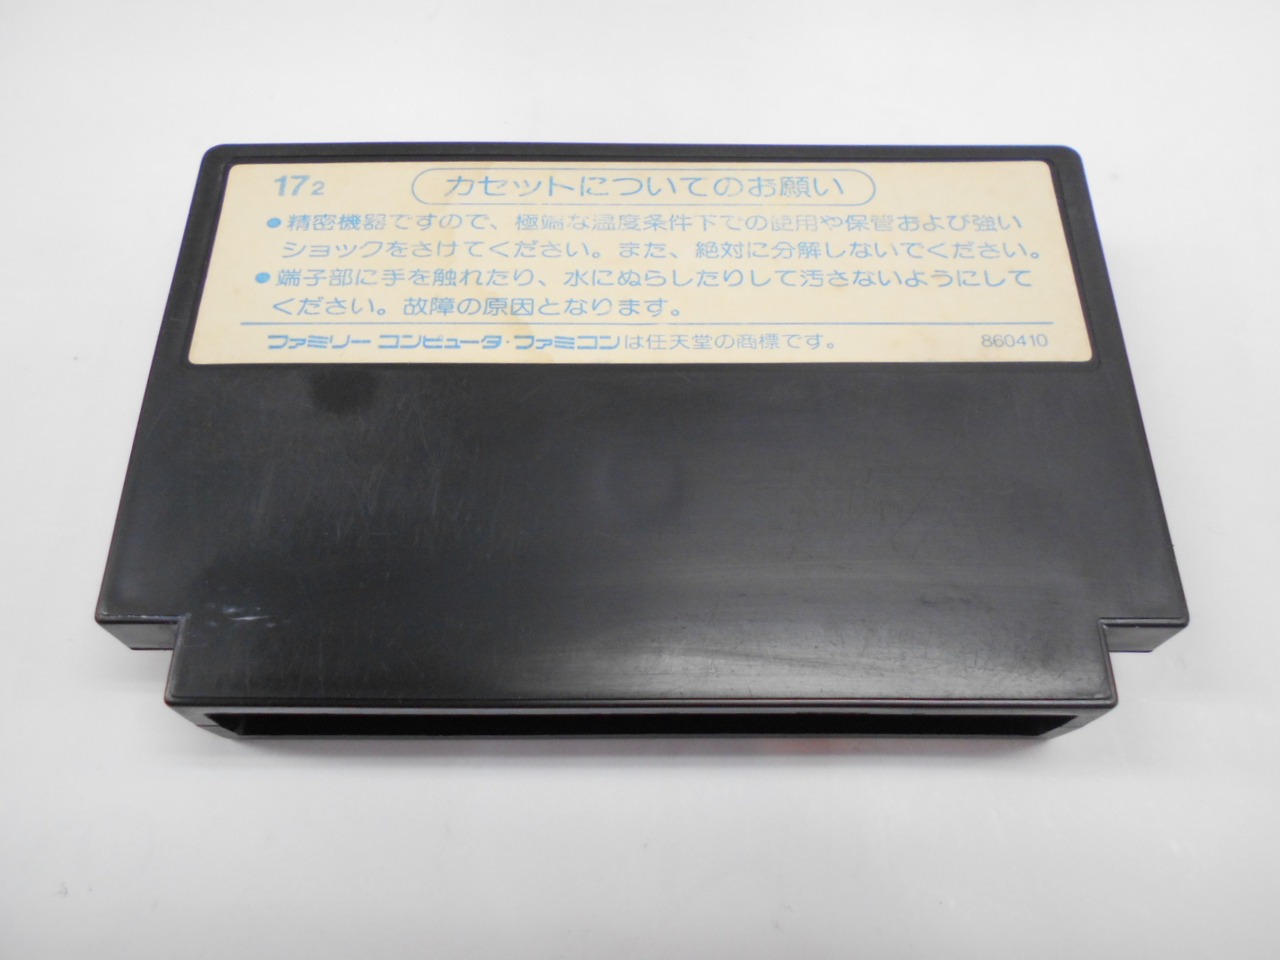 172 カセットについてのお願い
●精密機器ですので、極端な温度条件下での使用や保管および強い
ショックをさけてください。また、絶対に分解しないでください。
●端子部に手を触れたり、水にぬらしたりして汚さないようにして
ください。故障の原因となります。
ファミリーコンピュータ・ファミコンは任天堂の商標です。 860410